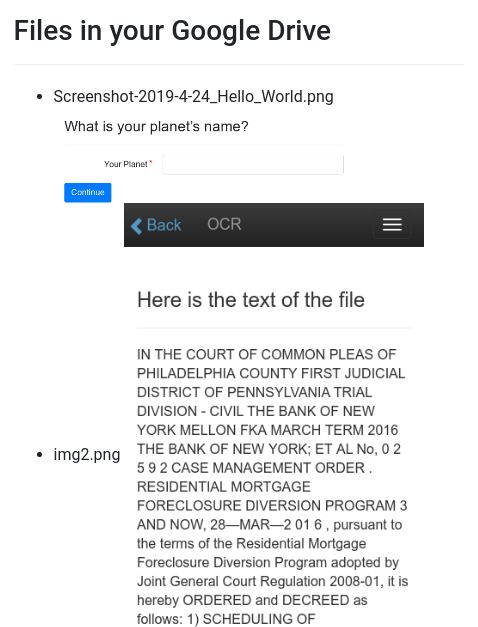 Files in your Google Drive
Screenshot-2019-4-24_Hello_World.png
What is your planet's name?
Your Planet *
Continue
Back OCR
Here is the text of the file
IN THE COURT OF COMMON PLEAS OF
PHILADELPHIA COUNTY FIRST JUDICIAL
DISTRICT OF PENNSYLVANIA TRIAL
DIVISION - CIVIL THE BANK OF NEW
YORK MELLON FKA MARCH TERM 2016
THE BANK OF NEW YORK; ET AL No, 0 2
5 9 2 CASE MANAGEMENT ORDER .
RESIDENTIAL MORTGAGE
FORECLOSURE DIVERSION PROGRAM 3
AND NOW, 28—MAR—2 01 6 , pursuant to
the terms of the Residential Mortgage
Foreclosure Diversion Program adopted by
Joint General Court Regulation 2008-01, it is
hereby ORDERED and DECREED as
follows: 1) SCHEDULING OF
img2.png